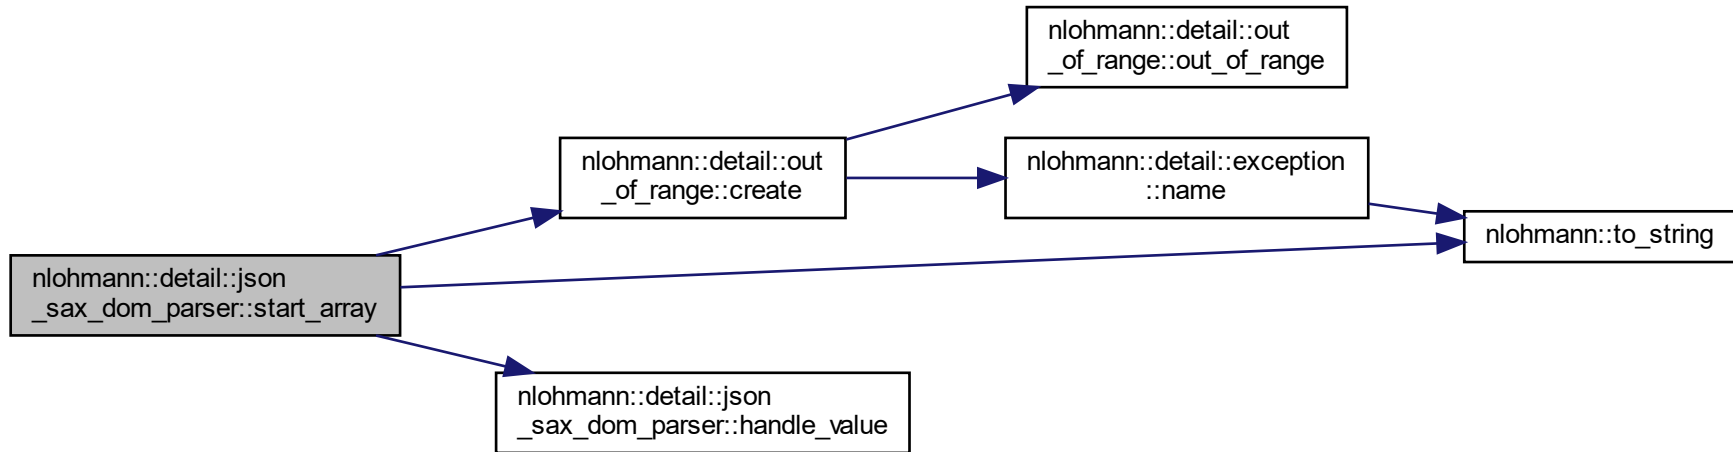 nlohmann::detail::out
_of_range::out_of_range
nlohmann::detail::out
_of_range::create
nlohmann::detail::exception
::name
nlohmann::to_string
nlohmann::detail::json
_sax_dom_parser::start_array
nlohmann::detail::json
_sax_dom_parser::handle_value